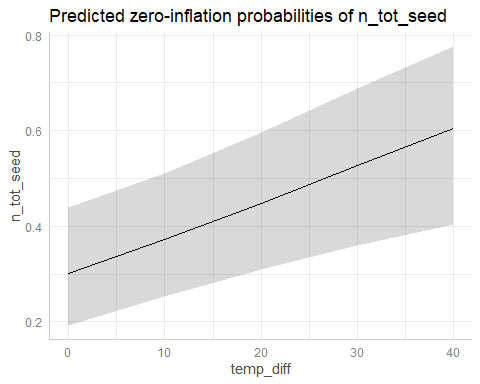 Predicted zero-inflation probabilities of n_tot_seed
0.8
0.6
0.4
0.2
n_tot_seed
0 10 20 30 40
temp_diff